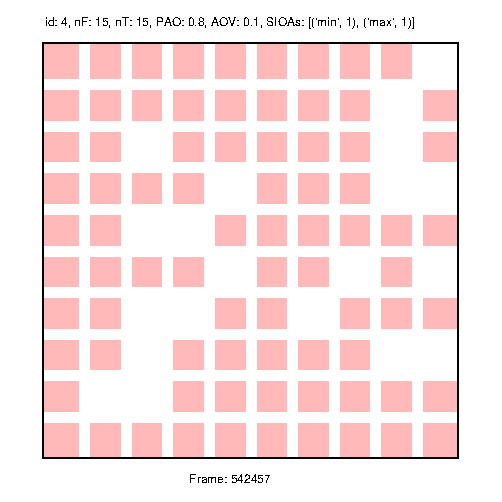 id: 4, nF: 15, nT: 15, PAO: 0.8, AOV: 0.1, SIOAs: [('min', 1), ('max', 1)]
Frame: 542457